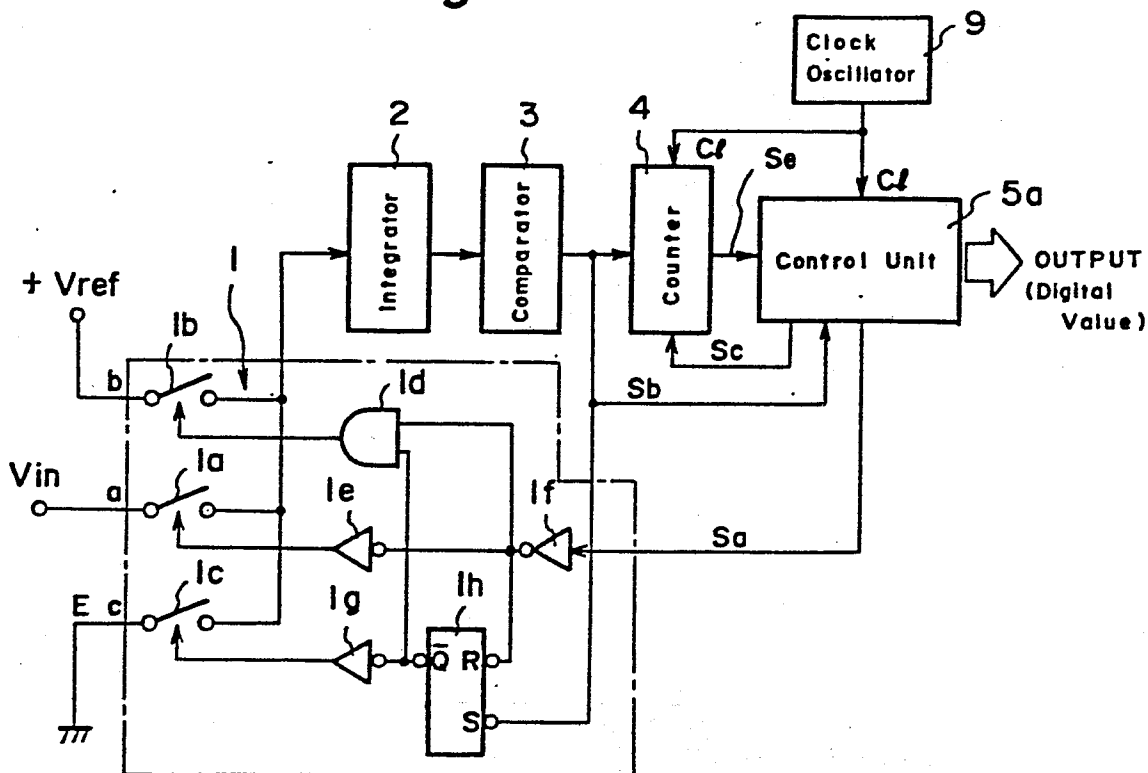 g
9
Clock
Oscillator
2
3
4
Cl
Se
Cl
5a
Integrator
Comparator
Counter
Control Unit
OUTPUT
(Digital
Value)
1
+ Vref
1b
b
Sc
1d
Sb
Vin
1a
a
1e
1f
Sa
1c
E c
1g
1h
Q̅ R
S